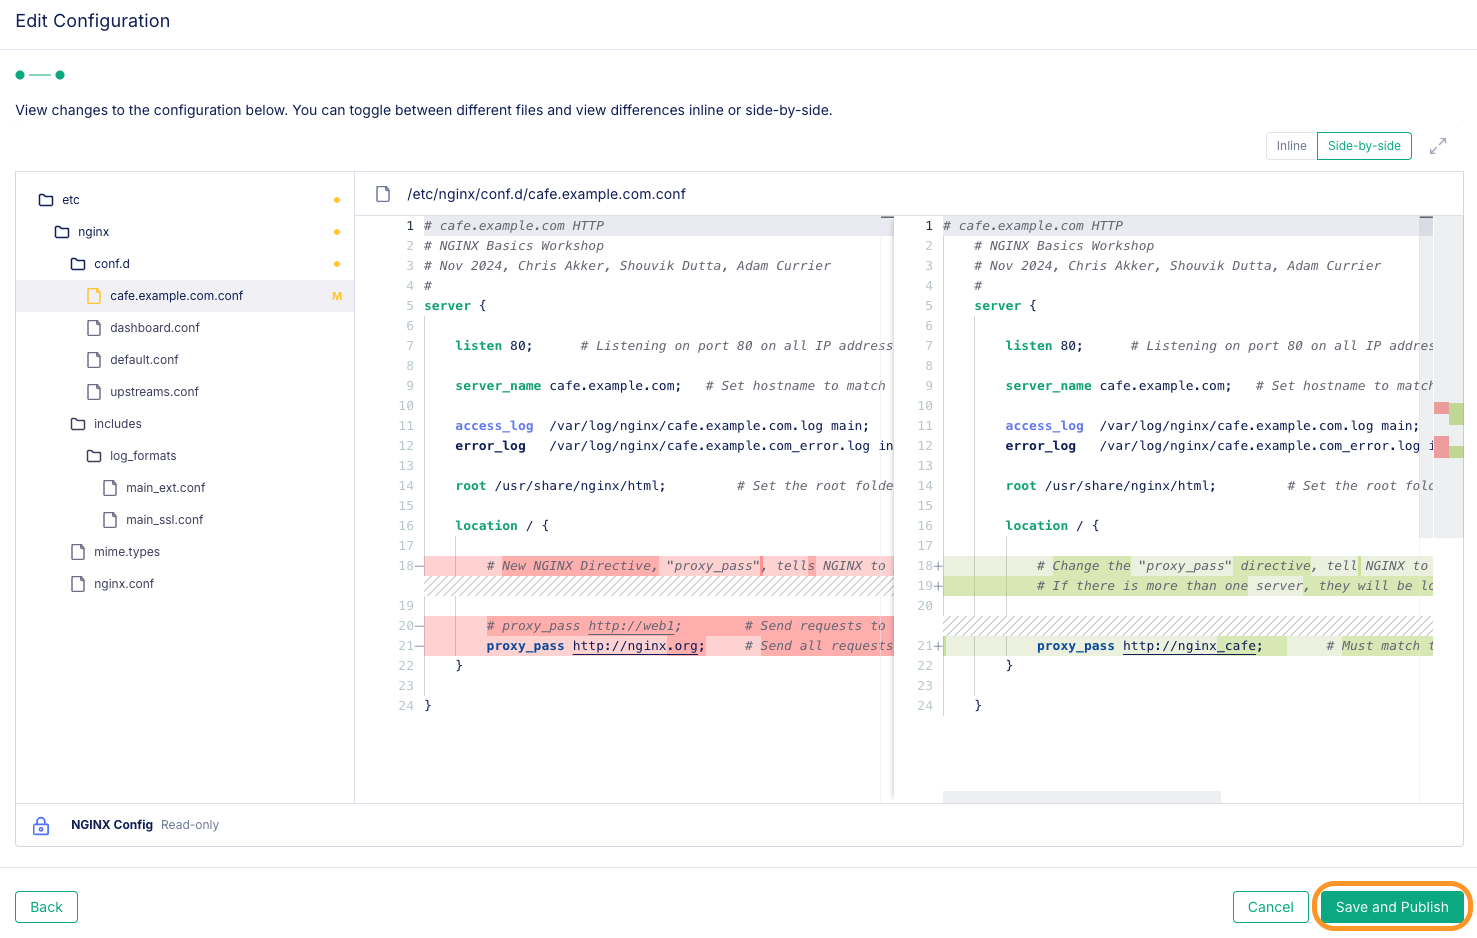 Edit Configuration
View changes to the configuration below. You can toggle between different files and view differences inline or side-by-side.
Inline
Side-by-side
etc
nginx
conf.d
cafe.example.com.conf
M
dashboard.conf
default.conf
upstreams.conf
includes
log_formats
main_ext.conf
main_ssl.conf
mime.types
nginx.conf
/etc/nginx/conf.d/cafe.example.com.conf
1 # cafe.example.com HTTP
2 # NGINX Basics Workshop
3 # Nov 2024, Chris Akker, Shouvik Dutta, Adam Currier
4 #
5 server {
6
7 listen 80; # Listening on port 80 on all IP address
8
9 server_name cafe.example.com; # Set hostname to match
10
11 access_log /var/log/nginx/cafe.example.com.log main;
12 error_log /var/log/nginx/cafe.example.com_error.log in
13
14 root /usr/share/nginx/html; # Set the root folde
15
16 location / {
17
18— # New NGINX Directive, "proxy_pass", tells NGINX to
19
20— # proxy_pass http://web1; # Send requests to
21— proxy_pass http://nginx.org; # Send all requests
22 }
23
24 }
1 # cafe.example.com HTTP
2 # NGINX Basics Workshop
3 # Nov 2024, Chris Akker, Shouvik Dutta, Adam Currier
4 #
5 server {
6
7 listen 80; # Listening on port 80 on all IP addres
8
9 server_name cafe.example.com; # Set hostname to match
10
11 access_log /var/log/nginx/cafe.example.com.log main;
12 error_log /var/log/nginx/cafe.example.com_error.log i
13
14 root /usr/share/nginx/html; # Set the root fold
15
16 location / {
17
18+ # Change the "proxy_pass" directive, tell NGINX to
19+ # If there is more than one server, they will be lo
20
21+ proxy_pass http://nginx_cafe; # Must match t
22 }
23
24 }
NGINX Config Read-only
Back
Cancel
Save and Publish